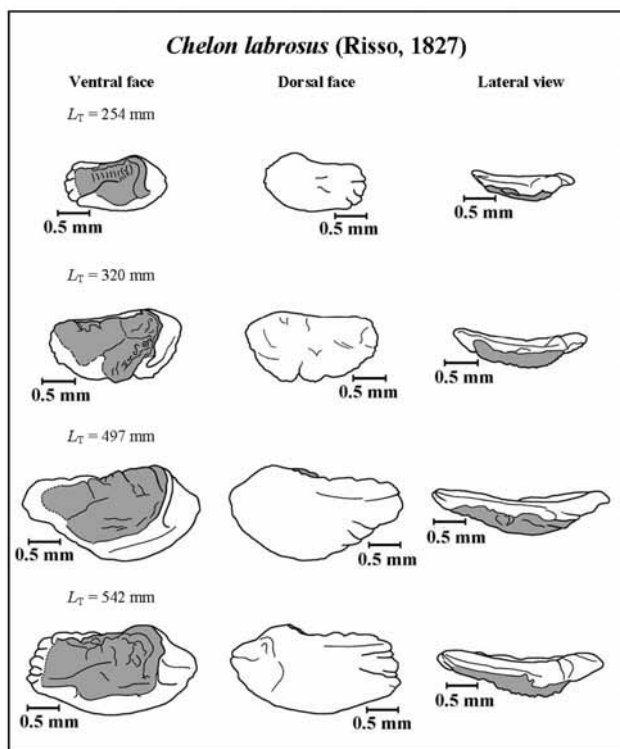 Chelon labrosus (Risso, 1827)
Ventral face Dorsal face Lateral view
LT = 254 mm
0.5 mm 0.5 mm 0.5 mm
LT = 320 mm
0.5 mm 0.5 mm 0.5 mm
LT = 497 mm
0.5 mm 0.5 mm 0.5 mm
LT = 542 mm
0.5 mm 0.5 mm 0.5 mm